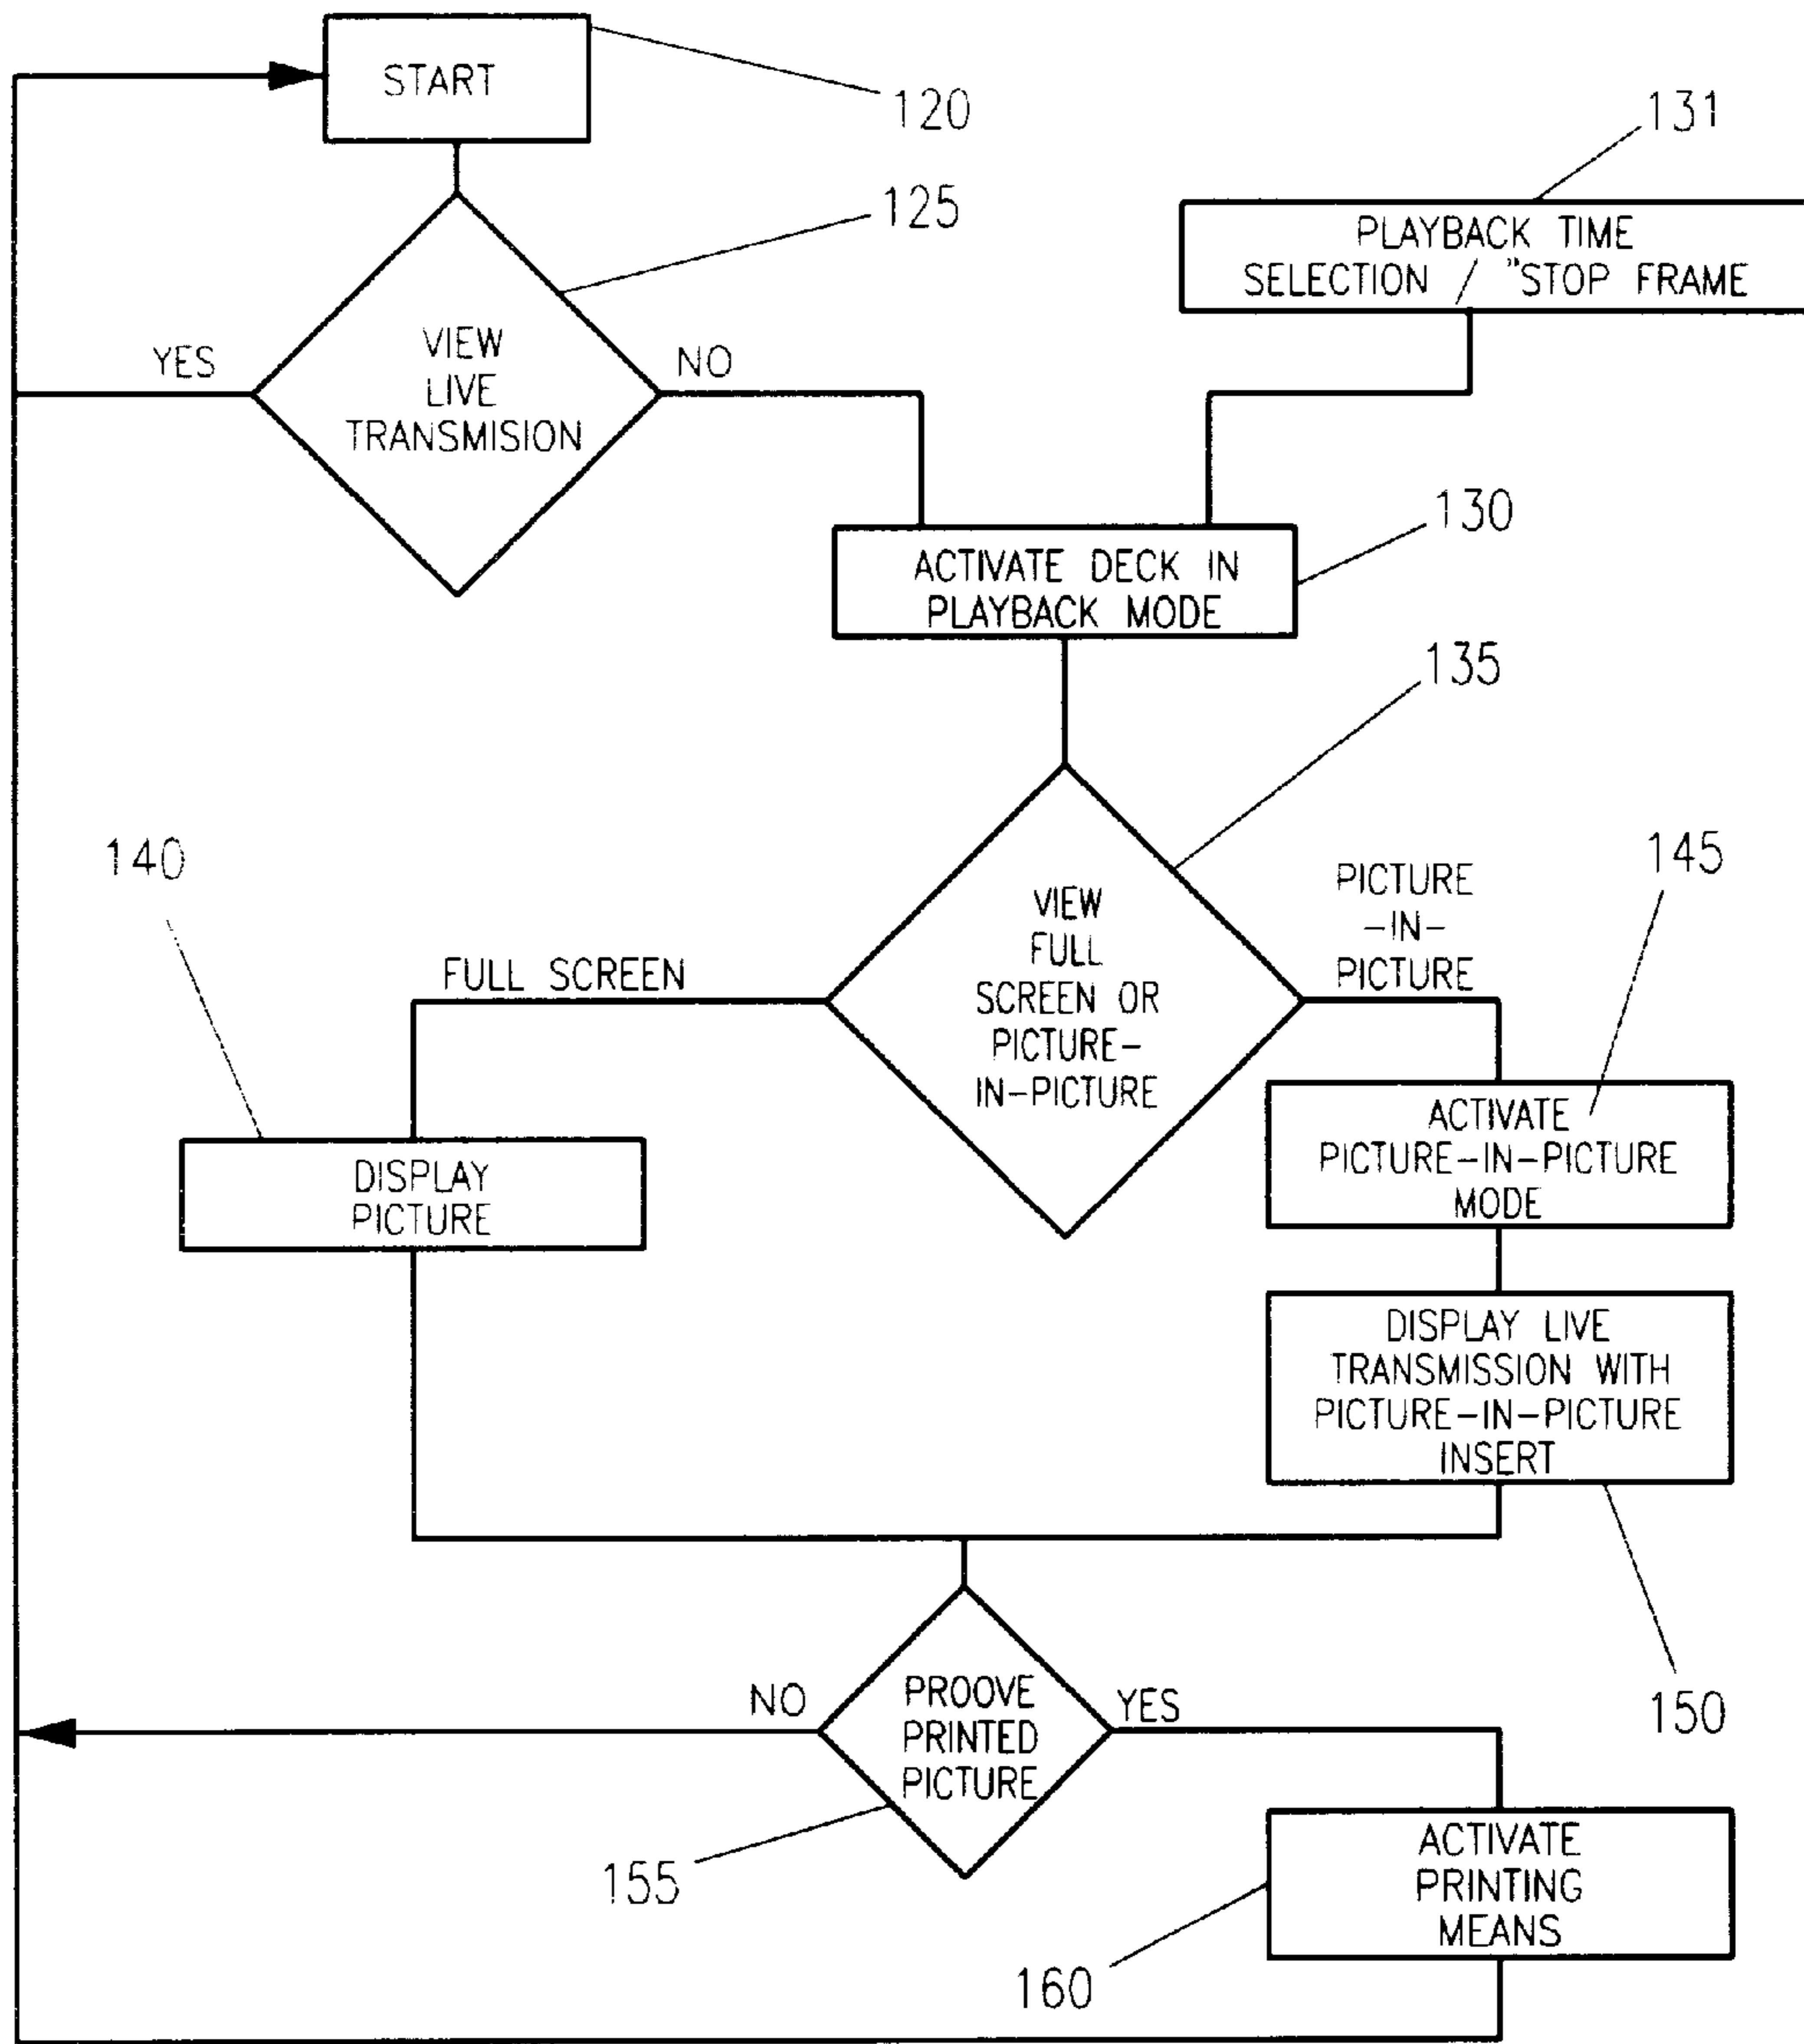 START
120
131
125
PLAYBACK TIME
SELECTION / "STOP FRAME
YES
VIEW
LIVE
TRANSMISION
NO
130
ACTIVATE DECK IN
PLAYBACK MODE
135
140
145
PICTURE
-IN-
PICTURE
FULL SCREEN
VIEW
FULL
SCREEN OR
PICTURE-
IN-PICTURE
ACTIVATE
PICTURE-IN-PICTURE
MODE
DISPLAY
PICTURE
DISPLAY LIVE
TRANSMISSION WITH
PICTURE-IN-PICTURE
INSERT
NO
PROOVE
PRINTED
PICTURE
YES
150
155
ACTIVATE
PRINTING
MEANS
160